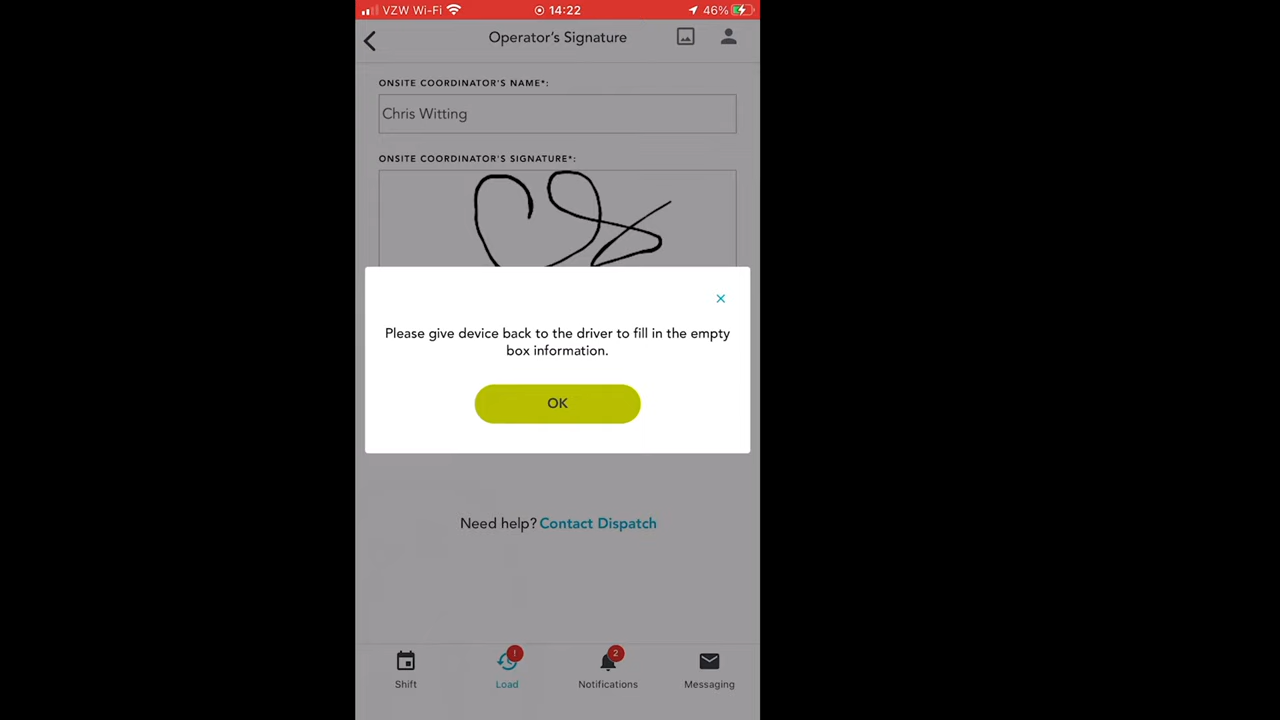 VZW Wi-Fi 14:22 46%
Operator's Signature
ONSITE COORDINATOR'S NAME*:
Chris Witting
ONSITE COORDINATOR'S SIGNATURE*:
Please give device back to the driver to fill in the empty
box information.
OK
Need help? Contact Dispatch
! 2
Shift Load Notifications Messaging